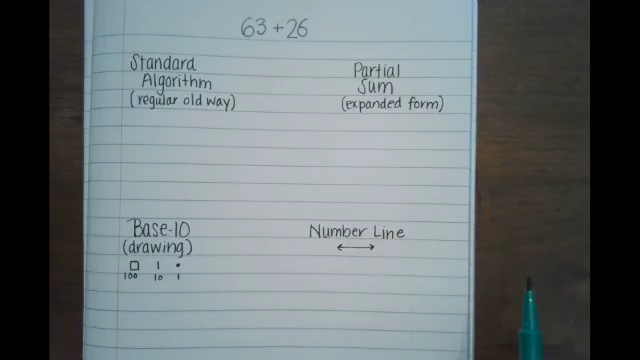 63 + 26
Standard
Algorithm
(regular old way)
Partial
Sum
(expanded form)
Base-10
(drawing)
100 10 1
Number Line